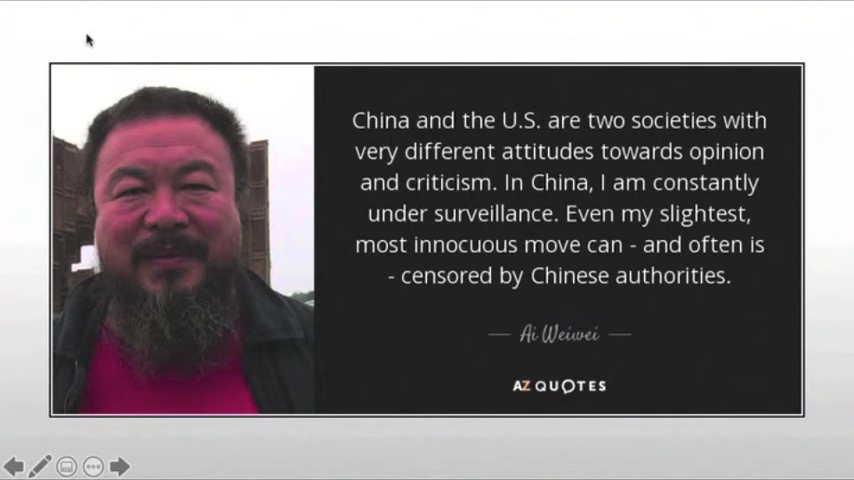 China and the U.S. are two societies with
very different attitudes towards opinion
and criticism. In China, I am constantly
under surveillance. Even my slightest,
most innocuous move can - and often is
- censored by Chinese authorities.
Ai Weiwei
AZ QUOTES